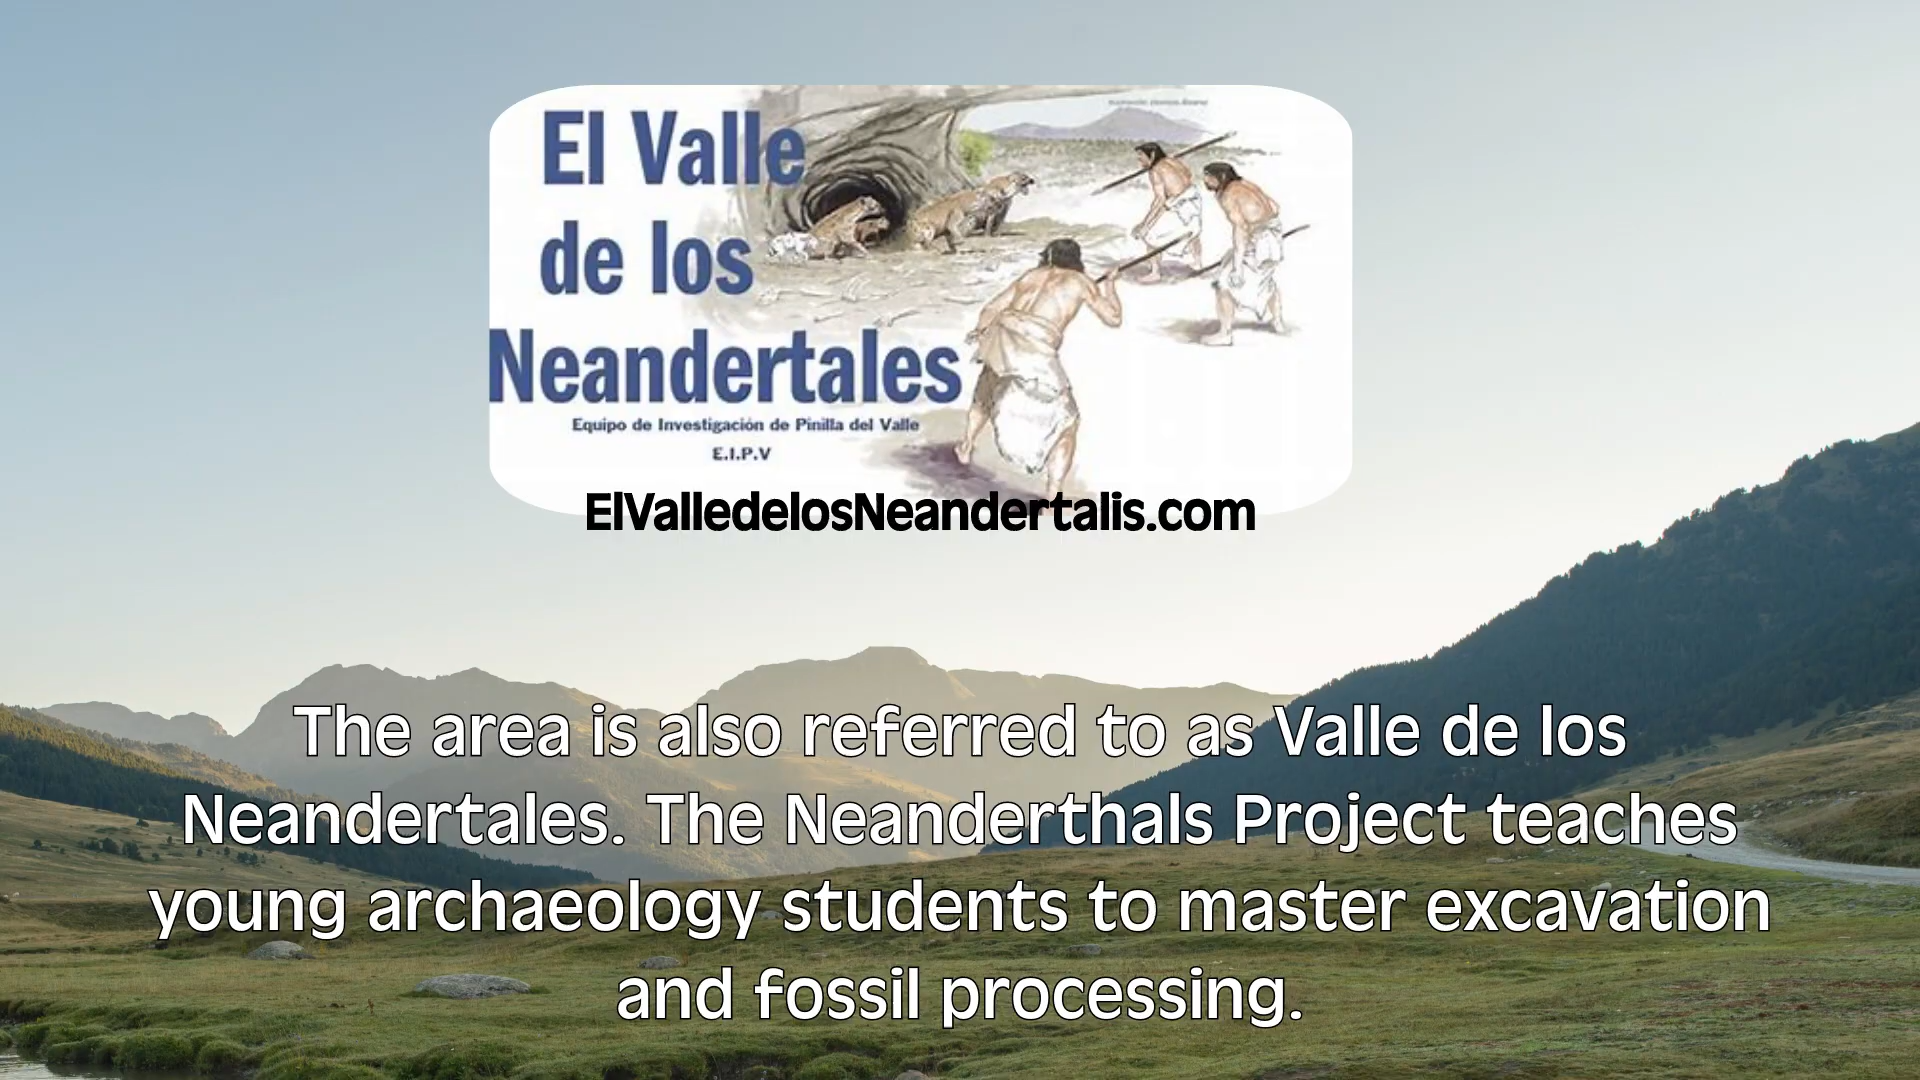 El Valle
de los
Neandertales
Equipo de Investigación de Pinilla del Valle
E.I.P.V
ElValledelosNeandertalis.com
The area is also referred to as Valle de los
Neandertales. The Neanderthals Project teaches
young archaeology students to master excavation
and fossil processing.